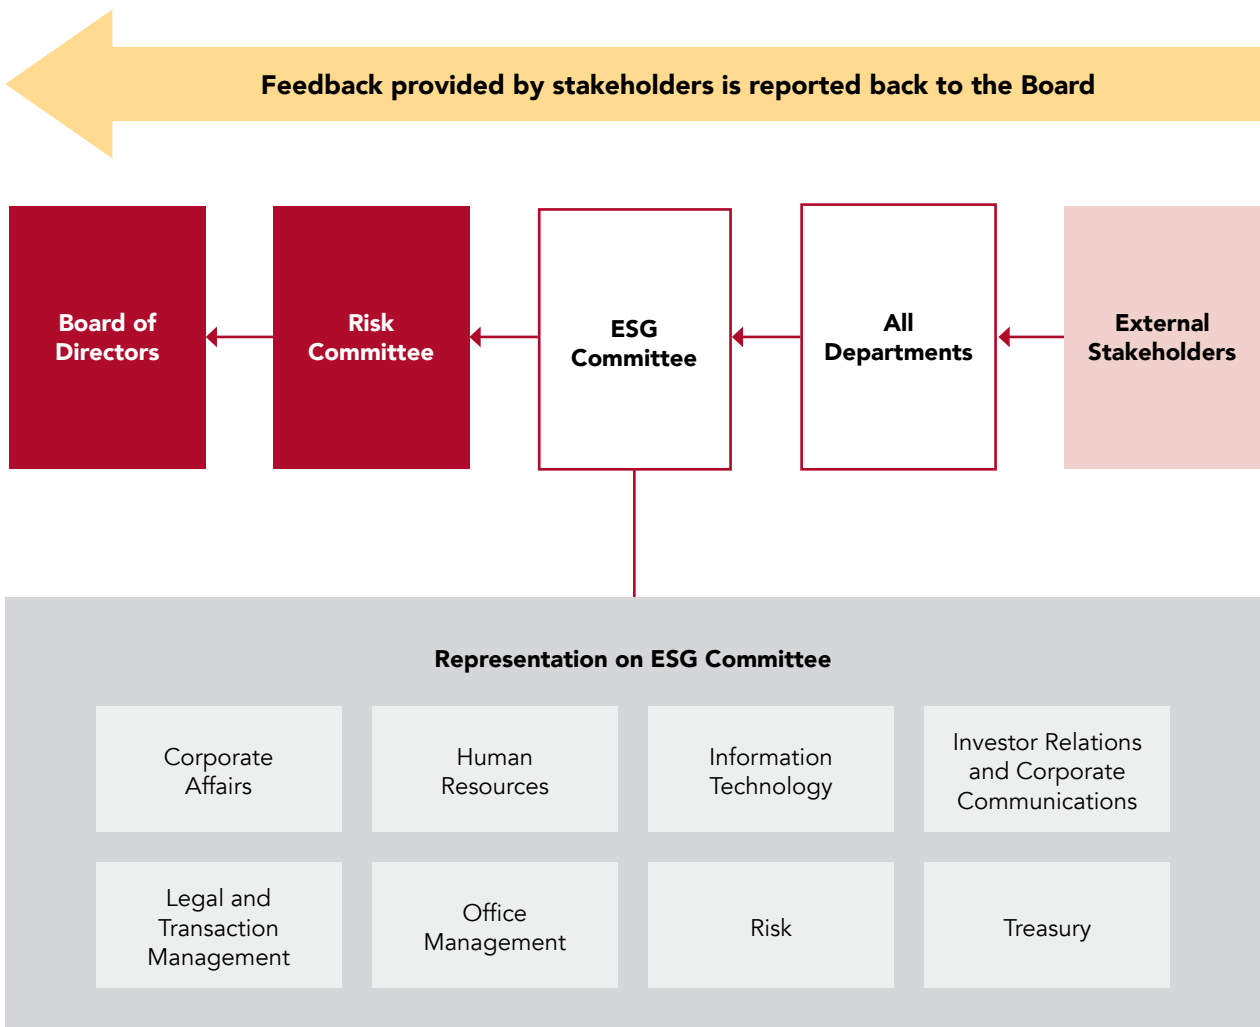 Feedback provided by stakeholders is reported back to the Board
Board of
Directors
Risk
Committee
ESG
Committee
All
Departments
External
Stakeholders
Representation on ESG Committee
Corporate
Affairs
Human
Resources
Information
Technology
Investor Relations
and Corporate
Communications
Legal and
Transaction
Management
Office
Management
Risk
Treasury